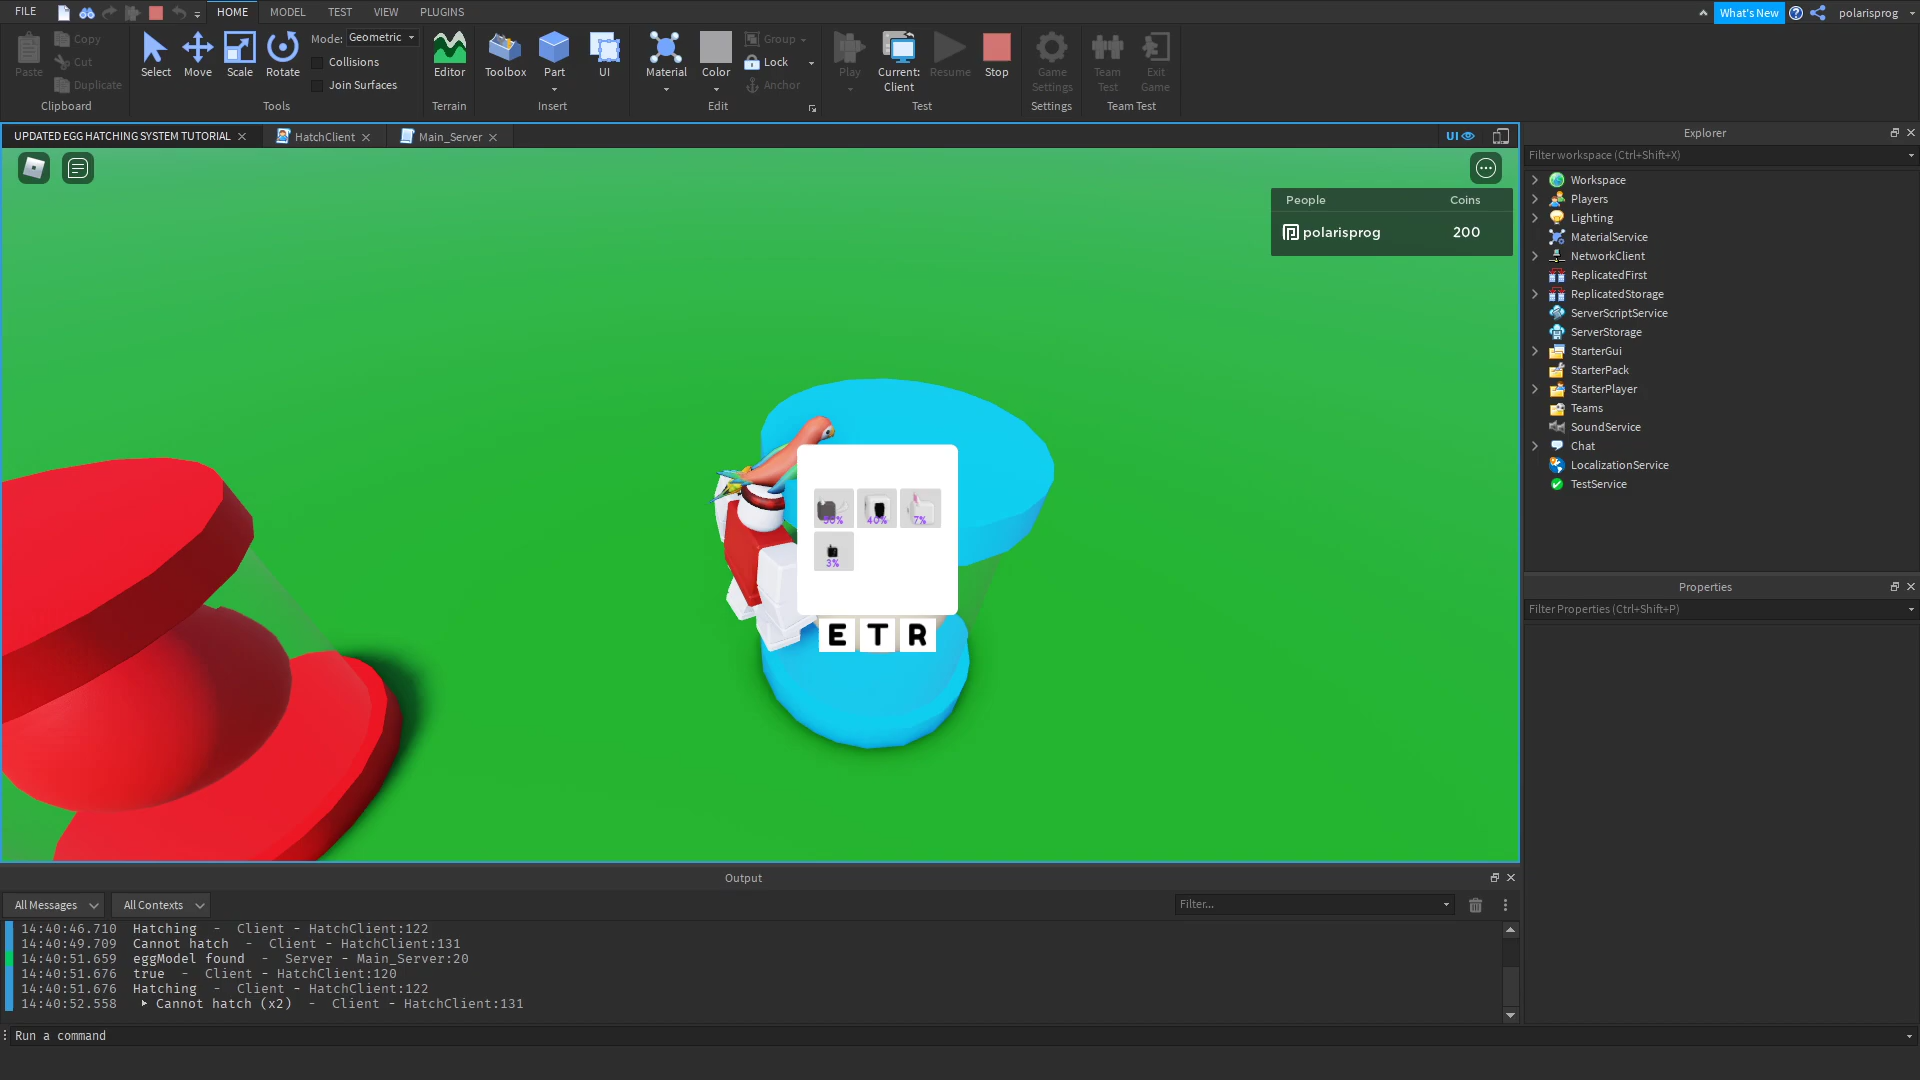 FILE
HOME
MODEL
TEST
VIEW
PLUGINS
What's New
polarisprog
Paste
Copy
Cut
Duplicate
Clipboard
Select
Move
Scale
Rotate
Mode: Geometric
Collisions
Join Surfaces
Tools
Editor
Terrain
Toolbox
Part
UI
Insert
Material
Color
Group
Lock
Anchor
Edit
Play
Current: Client
Resume
Stop
Test
Game Settings
Settings
Team Test
Exit Game
Team Test
UPDATED EGG HATCHING SYSTEM TUTORIAL
HatchClient
Main_Server
UI
People Coins
polarisprog 200
40%
7%
3%
E T R
Explorer
Filter workspace (Ctrl+Shift+X)
Workspace
Players
Lighting
MaterialService
NetworkClient
ReplicatedFirst
ReplicatedStorage
ServerScriptService
ServerStorage
StarterGui
StarterPack
StarterPlayer
Teams
SoundService
Chat
LocalizationService
TestService
Properties
Filter Properties (Ctrl+Shift+P)
Output
All Messages
All Contexts
Filter...
14:40:46.710 Hatching - Client - HatchClient:122
14:40:49.709 Cannot hatch - Client - HatchClient:131
14:40:51.659 eggModel found - Server - Main_Server:20
14:40:51.676 true - Client - HatchClient:120
14:40:51.676 Hatching - Client - HatchClient:122
14:40:52.558 Cannot hatch (x2) - Client - HatchClient:131
Run a command